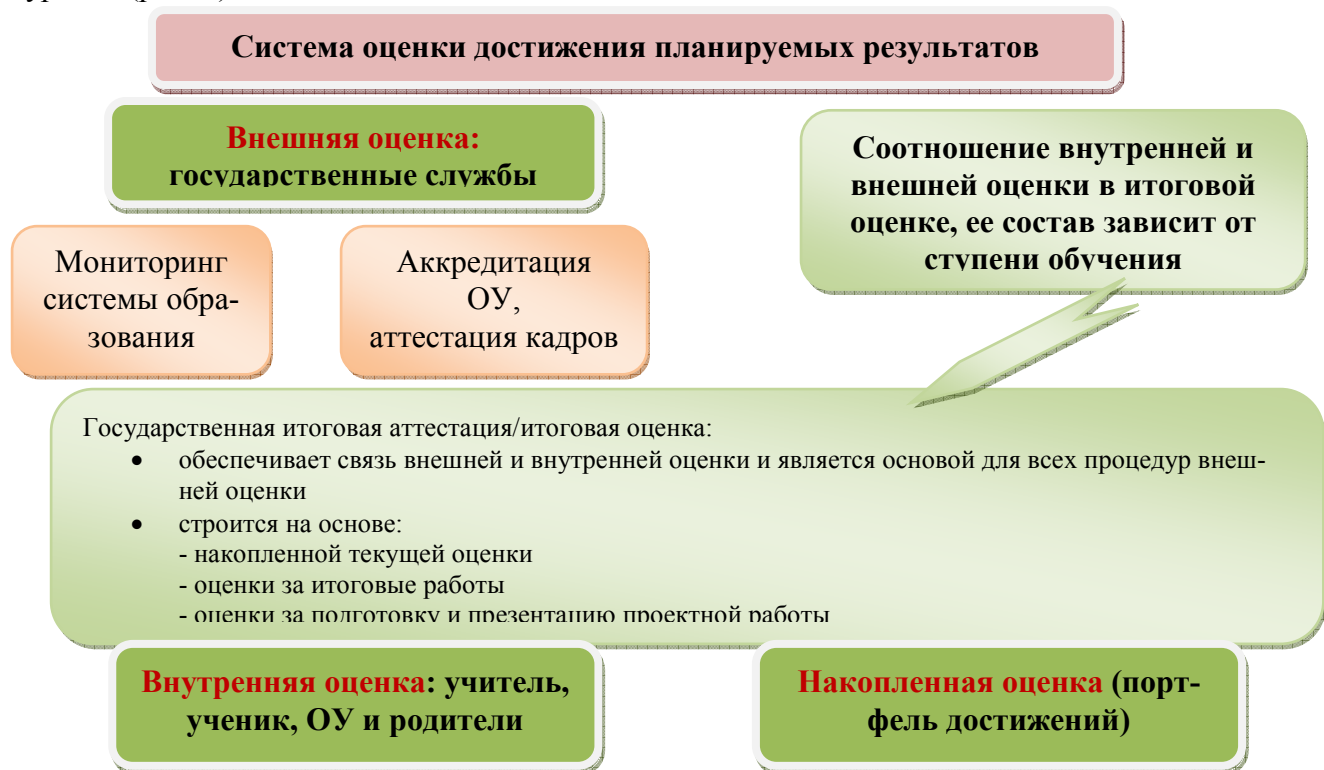 Система оценки достижения планируемых результатов
Внешняя оценка:
государственные службы
Соотношение внутренней и
внешней оценки в итоговой
оценке, ее состав зависит от
ступени обучения
Мониторинг
системы обра-
зования
Аккредитация
ОУ,
аттестация кадров
Государственная итоговая аттестация/итоговая оценка:
• обеспечивает связь внешней и внутренней оценки и является основой для всех процедур внеш-
ней оценки
• строится на основе:
- накопленной текущей оценки
- оценки за итоговые работы
- оценки за подготовку и презентацию проектной работы
Внутренняя оценка: учитель,
ученик, ОУ и родители
Накопленная оценка (порт-
фель достижений)